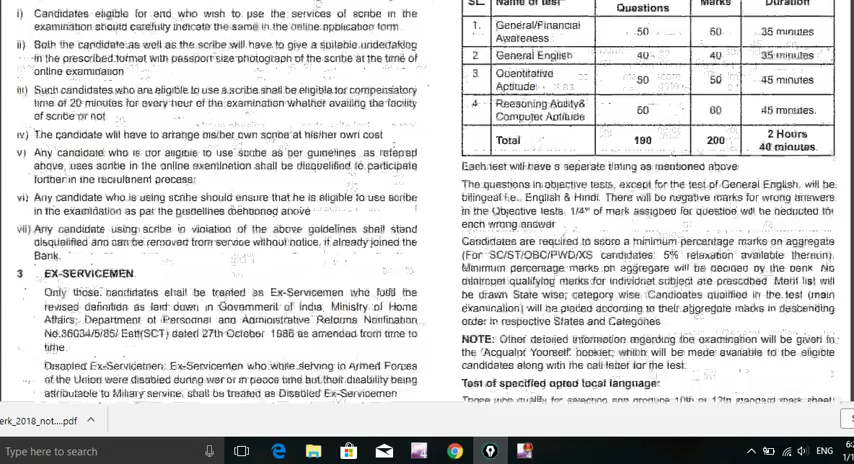 i) Candidates eligible for and who wish to use the services of scribe in the
examination should carefully indicate the same in the online application form.
ii) Both the candidate as well as the scribe will have to give a suitable undertaking
in the prescribed format with passport size photograph of the scribe at the time of
online examination
iii) Such candidates who are eligible to use a scribe shall be eligible for compensatory
time of 20 minutes for every hour of the examination whether availing the facility
of scribe or not
iv) The candidate will have to arrange his/her own scribe at his/her own cost
v) Any candidate who is not eligible to use scribe as per guidelines as referred
above, uses scribe in the online examination shall be disqualified to participate
further in the recruitment process.
vi) Any candidate who is using scribe should ensure that he is eligible to use scribe
in the examination as per the guidelines mentioned above
vii) Any candidate using scribe in violation of the above guidelines shall stand
disqualified and can be removed from service without notice, if already joined the
Bank.
3 EX-SERVICEMEN
Only those candidates shall be treated as Ex-Servicemen who fulfil the
revised definition as laid down in Government of India, Ministry of Home
Affairs, Department of Personnel and Administrative Reforms Notification
No.36034/5/85/ Estt(SCT) dated 27th October 1986 as amended from time to
time.
Disabled Ex-Servicemen: Ex-Servicemen who while serving in Armed Forces
of the Union were disabled during war or in peace time but their disability being
attributable to Military service, shall be treated as Disabled Ex-Servicemen
SL. Name of test Questions Marks Duration
1. General/Financial Awareness 50 50 35 minutes
2 General English 40 40 35 minutes
3 Quantitative Aptitude 50 50 45 minutes
4 Reasoning Ability& Computer Aptitude 50 60 45 minutes.
Total 190 200 2 Hours 40 minutes
Each test will have a separate timing as mentioned above
The questions in objective tests, except for the test of General English, will be
bilingual i.e., English & Hindi. There will be negative marks for wrong answers
in the Objective tests. 1/4th of mark assigned for question will be deducted for
each wrong answer
Candidates are required to score a minimum percentage marks on aggregate
(For SC/ST/OBC/PWD/XS candidates: 5% relaxation available thereon).
Minimum percentage marks on aggregate will be decided by the bank No
minimum qualifying marks for individual subject are prescribed Merit list will
be drawn State wise, category wise Candidates qualified in the test (main
examination) will be placed according to their aggregate marks in descending
order in respective States and Categories
NOTE: Other detailed information regarding the examination will be given in
the 'Acquaint Yourself' booklet, which will be made available to the eligible
candidates along with the call letter for the test
Test of specified opted local language:
Those who qualify for selection and produce 10th or 12th standard mark sheet/
erk_2018_not....pdf
Type here to search
ENG